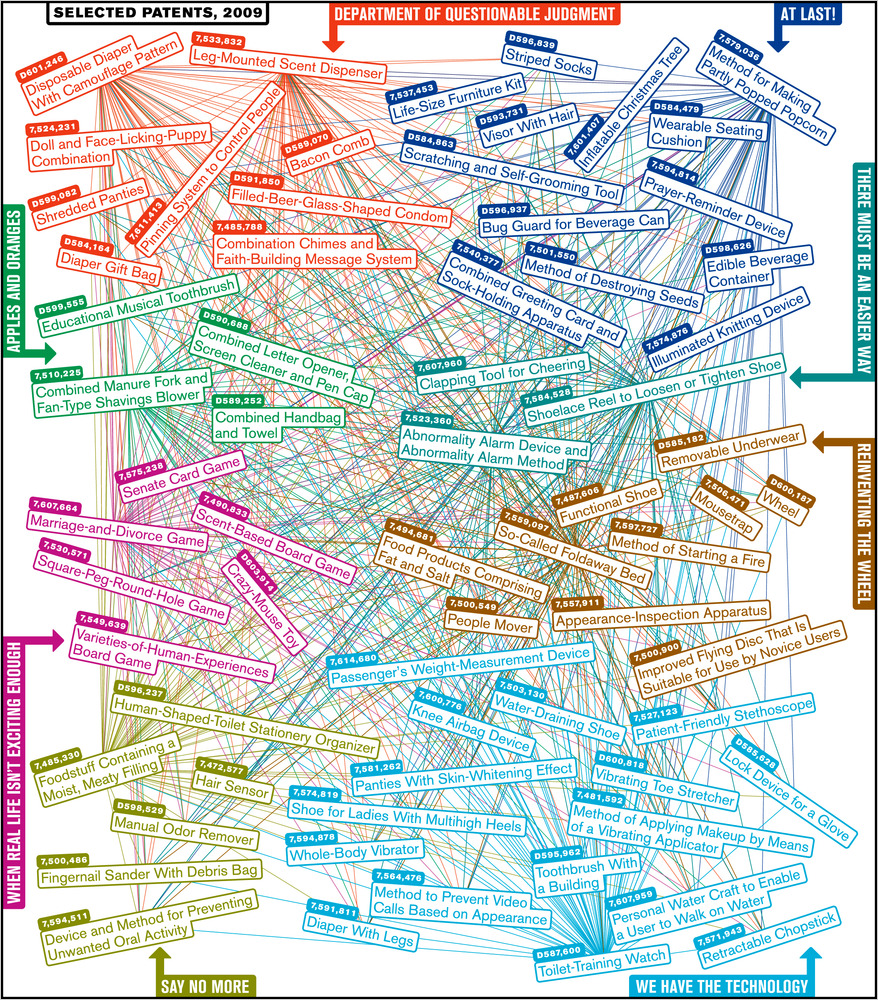 SELECTED PATENTS, 2009
DEPARTMENT OF QUESTIONABLE JUDGMENT
AT LAST!
D601,246
Disposable Diaper
With Camouflage Pattern
7,533,832
Leg-Mounted Scent Dispenser
7,524,231
Doll and Face-Licking-Puppy
Combination
7,611,413
Pinning System to Control People
D589,070
Bacon Comb
D599,082
Shredded Panties
D591,850
Filled-Beer-Glass-Shaped Condom
D584,164
Diaper Gift Bag
7,485,788
Combination Chimes and
Faith-Building Message System
D596,839
Striped Socks
7,537,453
Life-Size Furniture Kit
D593,731
Visor With Hair
7,601,407
Inflatable Christmas Tree
7,579,036
Method for Making
Partly Popped Popcorn
D584,479
Wearable Seating
Cushion
D584,863
Scratching and Self-Grooming Tool
7,594,814
Prayer-Reminder Device
D596,937
Bug Guard for Beverage Can
7,540,377
Combined Greeting Card and
Sock-Holding Apparatus
7,501,550
Method of Destroying Seeds
D598,626
Edible Beverage
Container
7,574,876
Illuminated Knitting Device
APPLES AND ORANGES
D599,555
Educational Musical Toothbrush
D590,688
Combined Letter Opener,
Screen Cleaner and Pen Cap
7,510,225
Combined Manure Fork and
Fan-Type Shavings Blower
D589,252
Combined Handbag
and Towel
THERE MUST BE AN EASIER WAY
7,607,960
Clapping Tool for Cheering
7,584,528
Shoelace Reel to Loosen or Tighten Shoe
7,523,360
Abnormality Alarm Device and
Abnormality Alarm Method
REINVENTING THE WHEEL
D585,182
Removable Underwear
7,487,606
Functional Shoe
7,506,471
Mousetrap
D600,187
Wheel
7,559,097
So-Called Foldaway Bed
7,597,727
Method of Starting a Fire
7,494,681
Food Products Comprising
Fat and Salt
7,500,549
People Mover
7,557,911
Appearance-Inspection Apparatus
7,500,900
Improved Flying Disc That Is
Suitable for Use by Novice Users
WHEN REAL LIFE ISN'T EXCITING ENOUGH
7,575,238
Senate Card Game
7,607,664
Marriage-and-Divorce Game
7,490,833
Scent-Based Board Game
7,530,571
Square-Peg-Round-Hole Game
Crazy-Mouse Toy
7,549,639
Varieties-of-Human-Experiences
Board Game
D596,237
Human-Shaped-Toilet Stationery Organizer
7,485,330
Foodstuff Containing a
Moist, Meaty Filling
7,472,577
Hair Sensor
D598,529
Manual Odor Remover
7,500,486
Fingernail Sander With Debris Bag
7,594,511
Device and Method for Preventing
Unwanted Oral Activity
SAY NO MORE
7,614,680
Passenger's Weight-Measurement Device
7,600,776
Knee Airbag Device
7,503,130
Water-Draining Shoe
7,527,123
Patient-Friendly Stethoscope
D595,628
Lock Device for a Glove
7,581,262
Panties With Skin-Whitening Effect
D600,818
Vibrating Toe Stretcher
7,574,819
Shoe for Ladies With Multihigh Heels
7,481,592
Method of Applying Makeup by Means
of a Vibrating Applicator
7,594,878
Whole-Body Vibrator
D595,962
Toothbrush With
a Building
7,564,476
Method to Prevent Video
Calls Based on Appearance
7,607,959
Personal Water Craft to Enable
a User to Walk on Water
7,591,811
Diaper With Legs
7,571,943
Retractable Chopstick
D587,600
Toilet-Training Watch
WE HAVE THE TECHNOLOGY